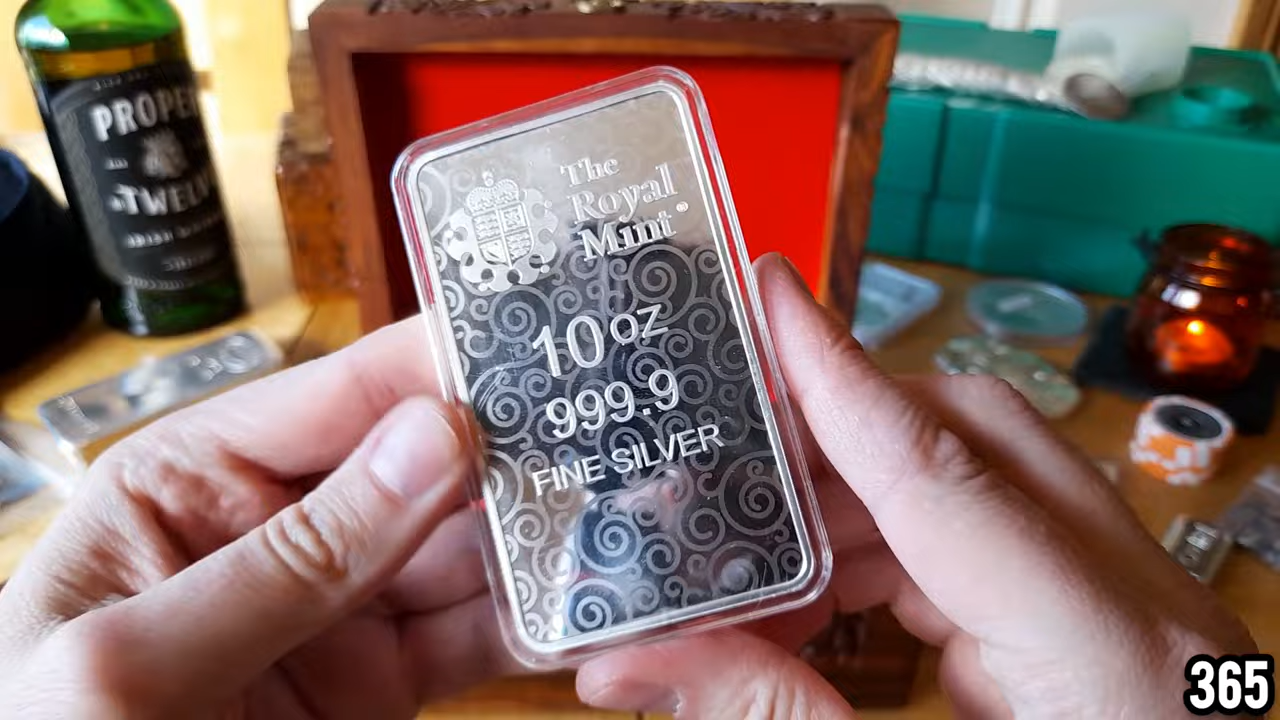 PROPER
TWELVE
The
Royal
Mint
10 oz
999.9
FINE SILVER
365